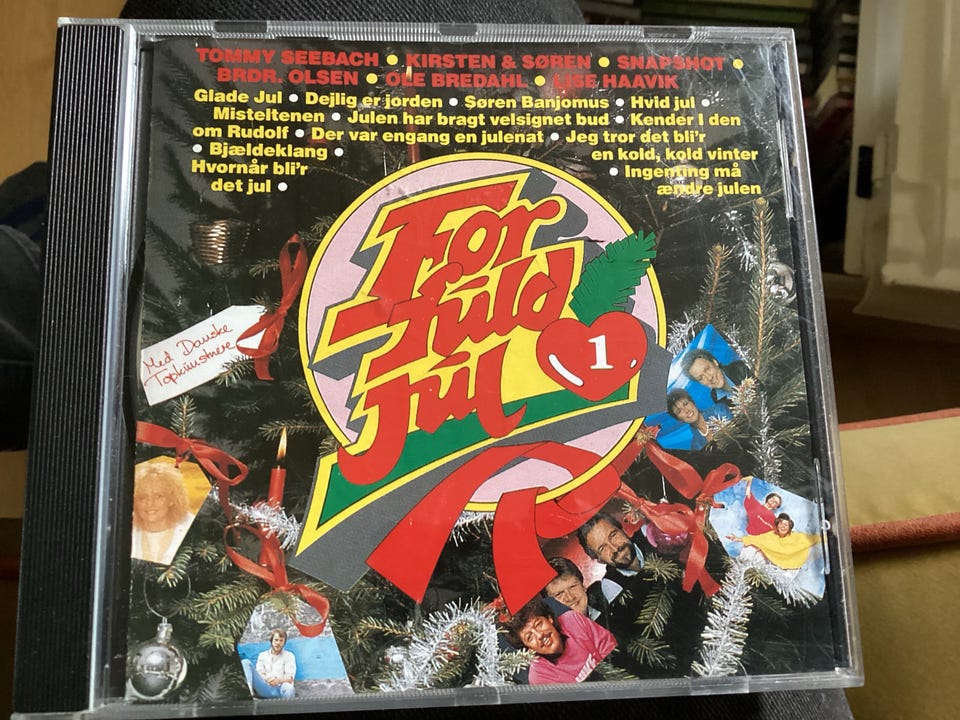 TOMMY SEEBACH • KIRSTEN & SØREN • SNAPSHOT •
BRDR. OLSEN • OLE BREDAHL • LISE HAAVIK
Glade Jul • Dejlig er jorden • Søren Banjomus • Hvid jul •
Misteltenen • Julen har bragt velsignet bud • Kender I den
om Rudolf • Der var engang en julenat • Jeg tror det bli'r
• Bjældeklang • en kold, kold vinter
Hvornår bli'r • Ingenting må
det jul • ændre julen
For
fuld
jul
1
Med Danske
Topkunstnere